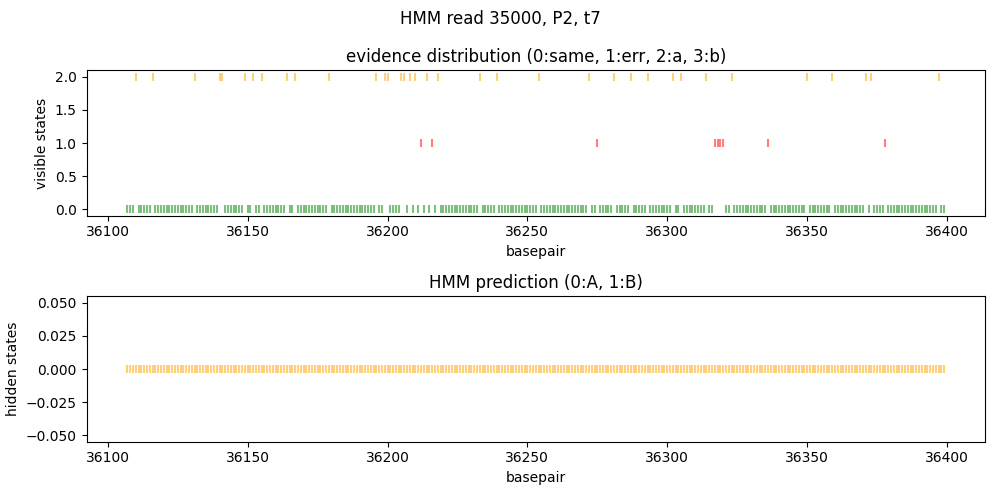 HMM read 35000, P2, t7
evidence distribution (0:same, 1:err, 2:a, 3:b)
visible states
2.0
1.5
1.0
0.5
0.0
36100 36150 36200 36250 36300 36350 36400
basepair
HMM prediction (0:A, 1:B)
hidden states
0.050
0.025
0.000
−0.025
−0.050
36100 36150 36200 36250 36300 36350 36400
basepair